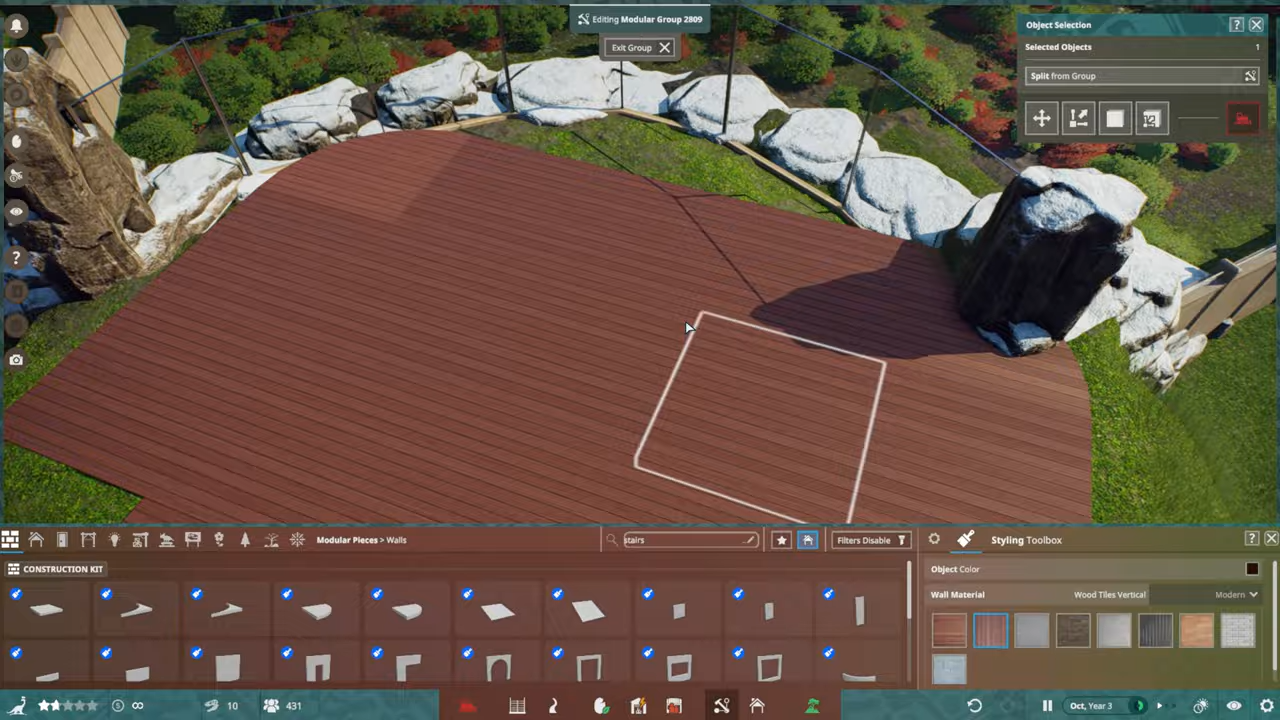 Editing Modular Group 2809
Exit Group
Object Selection
Selected Objects 1
Split from Group
Modular Pieces > Walls
stairs
Filters Disable
Styling Toolbox
CONSTRUCTION KIT
Object Color
Wall Material Wood Tiles Vertical Modern
10
431
Oct, Year 3